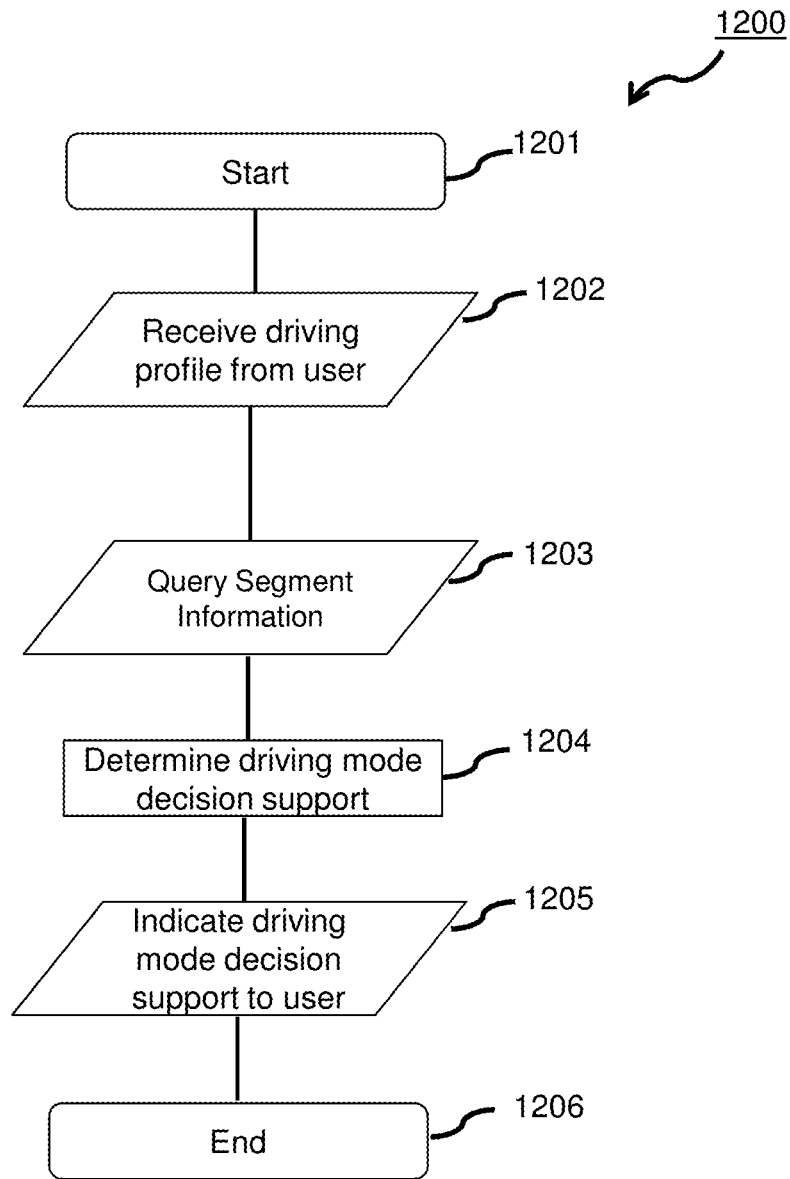 1200
Start
1201
Receive driving
profile from user
1202
Query Segment
Information
1203
Determine driving mode
decision support
1204
Indicate driving
mode decision
support to user
1205
End
1206